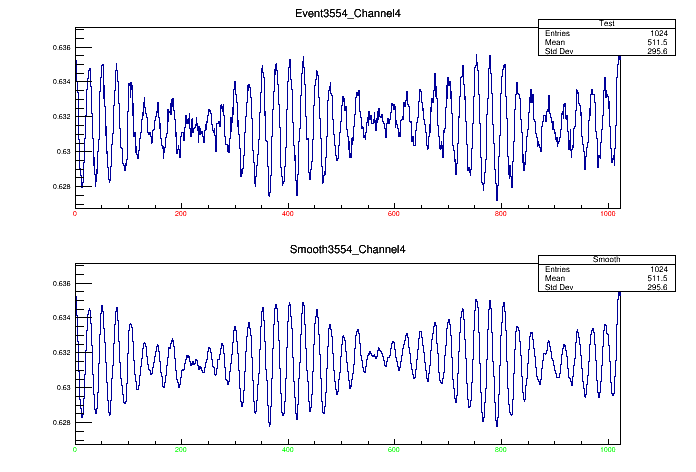 Event3554_Channel4
Test
Entries 1024
Mean 511.5
Std Dev 295.6
0.636
0.634
0.632
0.63
0.628
0 200 400 600 800 1000
Smooth3554_Channel4
Smooth
Entries 1024
Mean 511.5
Std Dev 295.6
0.636
0.634
0.632
0.63
0.628
0 200 400 600 800 1000